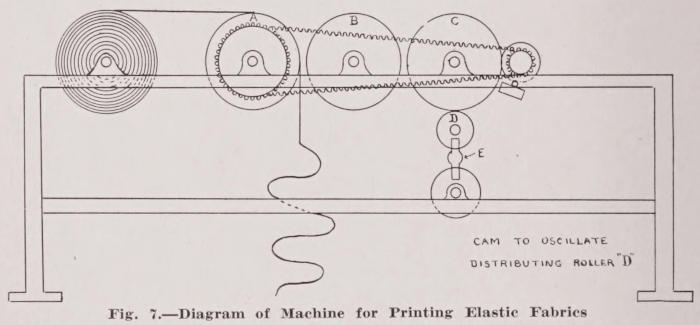 A B C
D
E
CAM TO OSCILLATE
DISTRIBUTING ROLLER "D"
Fig. 7.—Diagram of Machine for Printing Elastic Fabrics